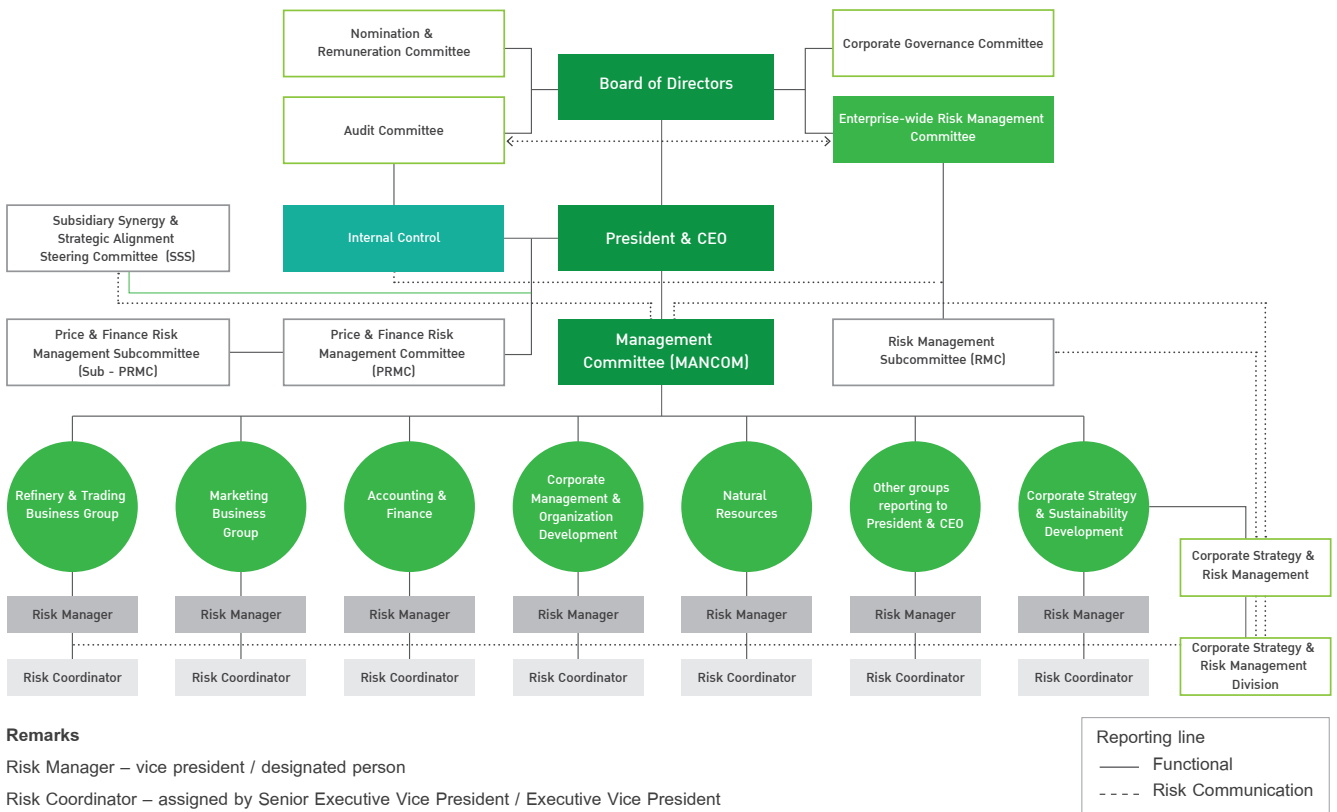 Nomination &
Remuneration Committee
Board of Directors
Corporate Governance Committee
Audit Committee
Enterprise-wide Risk Management
Committee
Subsidiary Synergy &
Strategic Alignment
Steering Committee (SSS)
Internal Control
President & CEO
Price & Finance Risk
Management Subcommittee
(Sub - PRMC)
Price & Finance Risk
Management Committee
(PRMC)
Management
Committee (MANCOM)
Risk Management
Subcommittee (RMC)
Refinery & Trading
Business Group
Marketing
Business
Group
Accounting &
Finance
Corporate
Management &
Organization
Development
Natural
Resources
Other groups
reporting to
President & CEO
Corporate Strategy
& Sustainability
Development
Corporate Strategy &
Risk Management
Risk Manager
Risk Manager
Risk Manager
Risk Manager
Risk Manager
Risk Manager
Risk Manager
Risk Coordinator
Risk Coordinator
Risk Coordinator
Risk Coordinator
Risk Coordinator
Risk Coordinator
Risk Coordinator
Corporate Strategy &
Risk Management
Division
Remarks
Risk Manager – vice president / designated person
Risk Coordinator – assigned by Senior Executive Vice President / Executive Vice President
Reporting line
Functional
Risk Communication